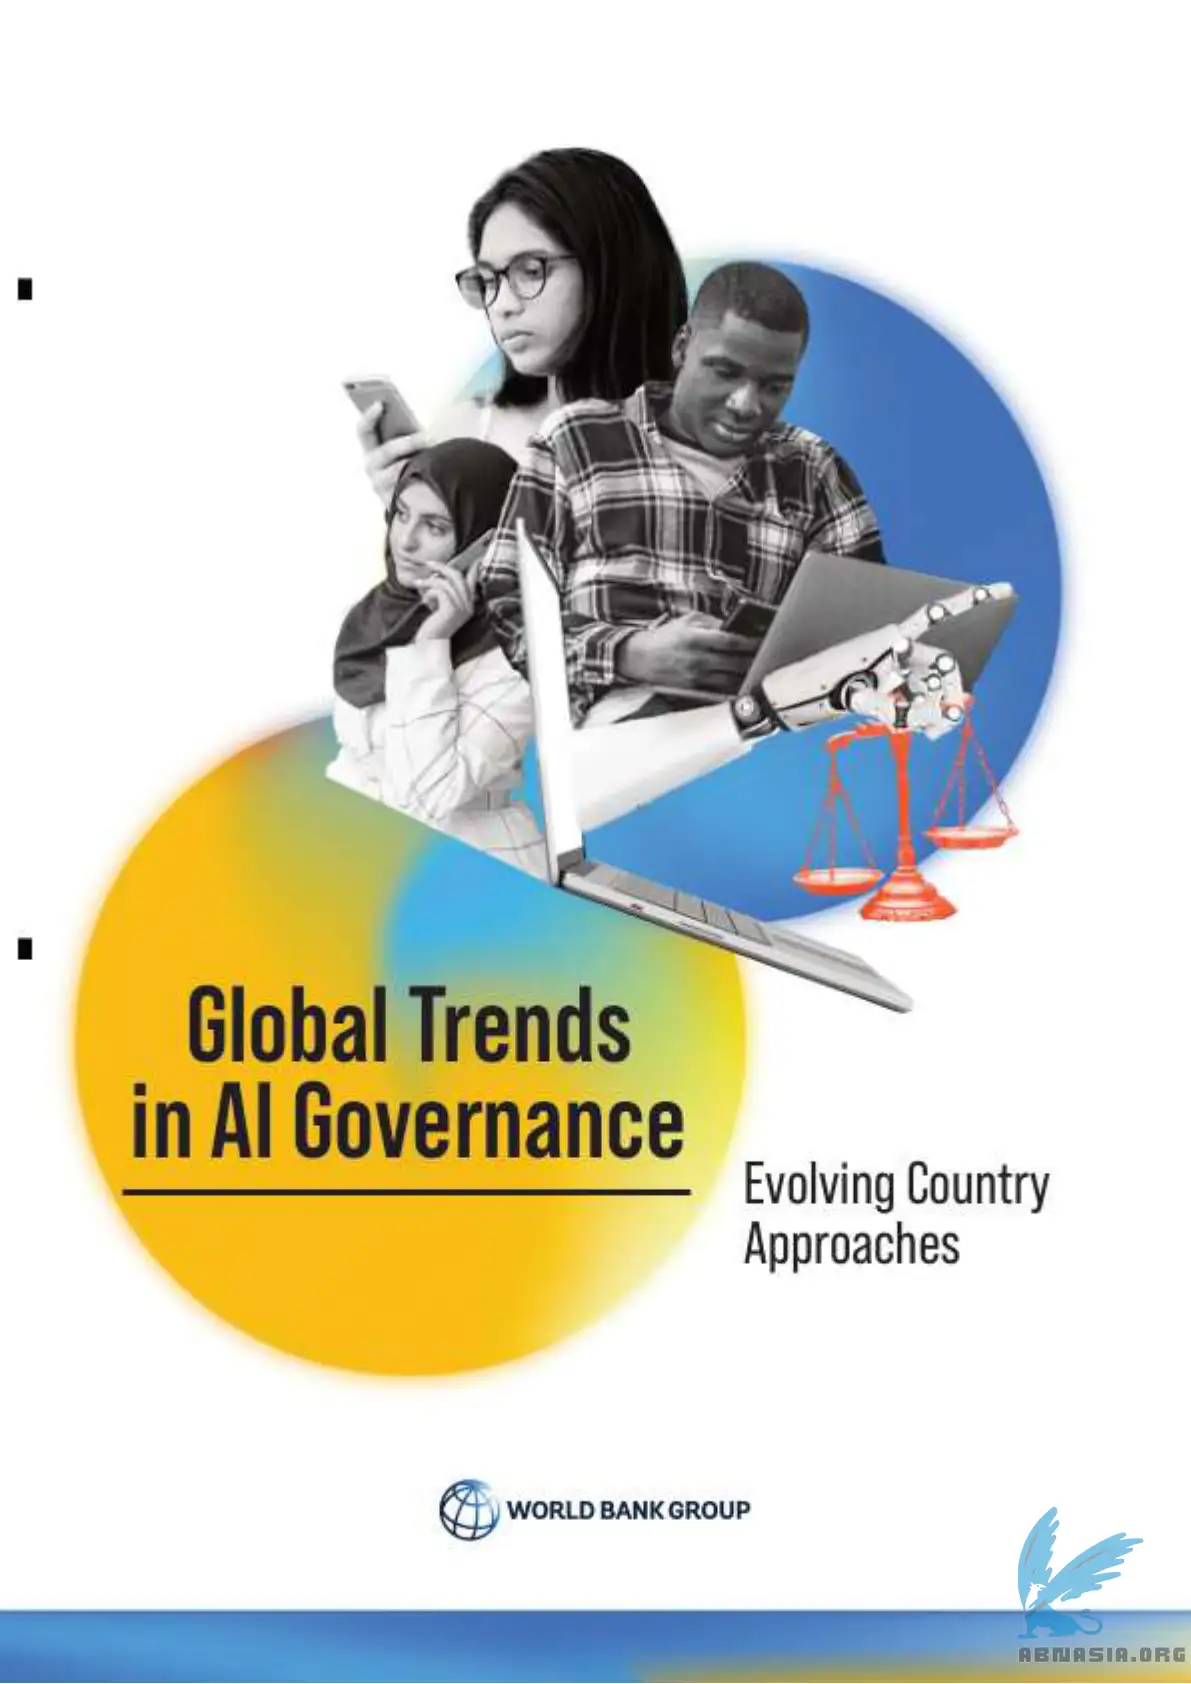 Global Trends
in AI Governance
Evolving Country
Approaches
WORLD BANK GROUP
ABNASIA.ORG